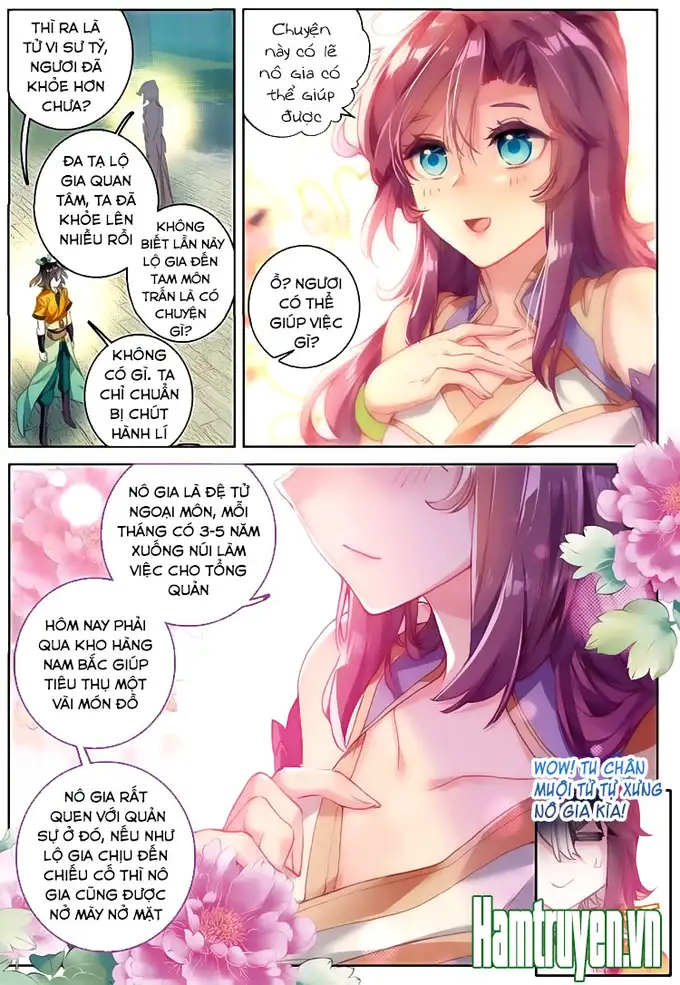 THÌ RA LÀ
TỬ VI SƯ TỶ,
NGƯƠI ĐÃ
KHỎE HƠN
CHƯA?
ĐA TẠ LỘ
GIA QUAN
TÂM, TA ĐÃ
KHỎE LÊN
NHIỀU RỒI
KHÔNG
BIẾT LẦN NÀY
LỘ GIA ĐẾN
TAM MÔN
TRẤN LÀ CÓ
CHUYỆN
GÌ?
KHÔNG
CÓ GÌ. TA
CHỈ CHUẨN
BỊ CHÚT
HÀNH LÍ
Chuyện
này có lẽ
nô gia có
thể giúp
được
Ồ? NGƯƠI
CÓ THỂ
GIÚP VIỆC
GÌ?
NÔ GIA LÀ ĐỆ TỬ
NGOẠI MÔN, MỖI
THÁNG CÓ 3-5 NĂM
XUỐNG NÚI LÀM
VIỆC CHO TỔNG
QUẢN
HÔM NAY PHẢI
QUA KHO HÀNG
NAM BẮC GIÚP
TIÊU THỤ MỘT
VÀI MÓN ĐỒ
NÔ GIA RẤT
QUEN VỚI QUẢN
SỰ Ở ĐÓ, NẾU NHƯ
LỘ GIA CHỊU ĐẾN
CHIẾU CỐ THÌ NÔ
GIA CŨNG ĐƯỢC
NỞ MÀY NỞ MẶT
WOW! TU CHÂN
MUỘI TỬ TỰ XƯNG
NÔ GIA KÌA!
Hamtruyen.vn